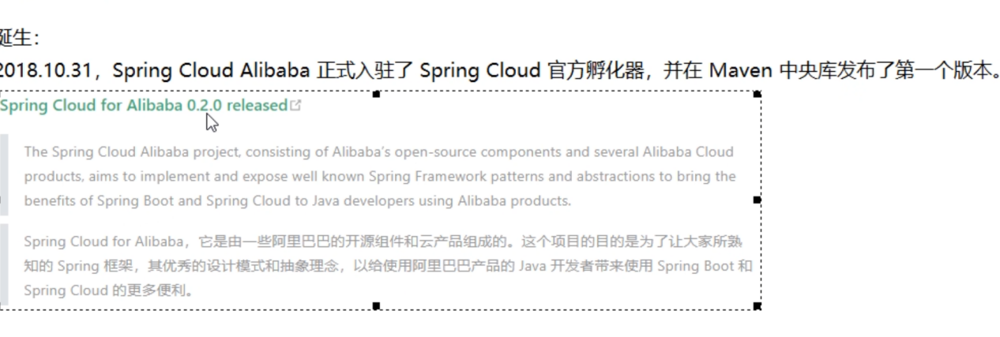 诞生：
2018.10.31，Spring Cloud Alibaba 正式入驻了 Spring Cloud 官方孵化器，并在 Maven 中央库发布了第一个版本。
Spring Cloud for Alibaba 0.2.0 released
The Spring Cloud Alibaba project, consisting of Alibaba's open-source components and several Alibaba Cloud
products, aims to implement and expose well known Spring Framework patterns and abstractions to bring the
benefits of Spring Boot and Spring Cloud to Java developers using Alibaba products.
Spring Cloud for Alibaba，它是由一些阿里巴巴的开源组件和云产品组成的。这个项目的目的是为了让大家所熟
知的 Spring 框架，其优秀的设计模式和抽象理念，以给使用阿里巴巴产品的 Java 开发者带来使用 Spring Boot 和
Spring Cloud 的更多便利。